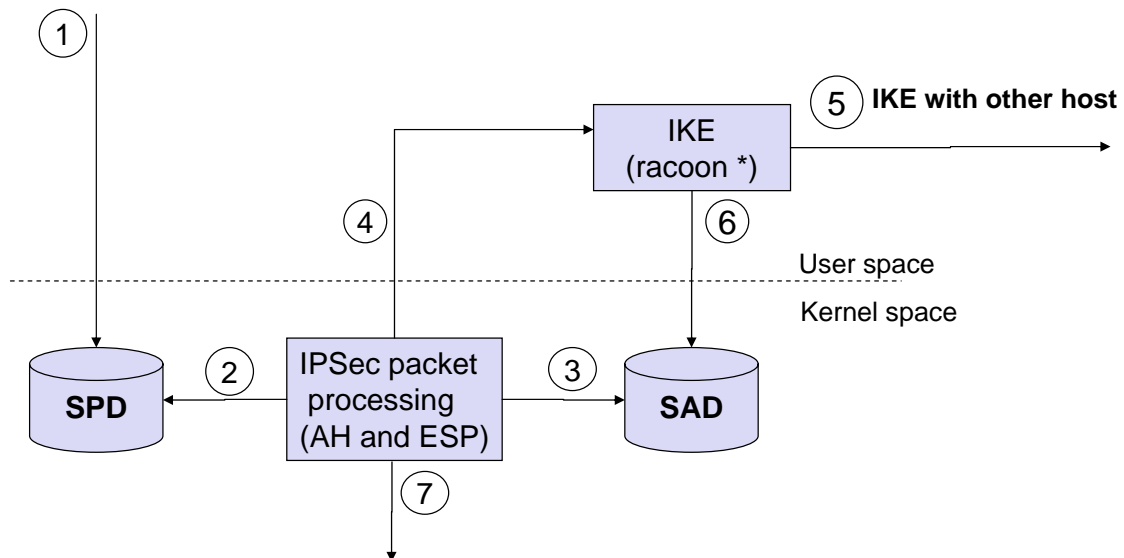 1
5 IKE with other host
IKE
(racoon *)
4
6
User space
Kernel space
SPD
2
IPSec packet
processing
(AH and ESP)
3
SAD
7